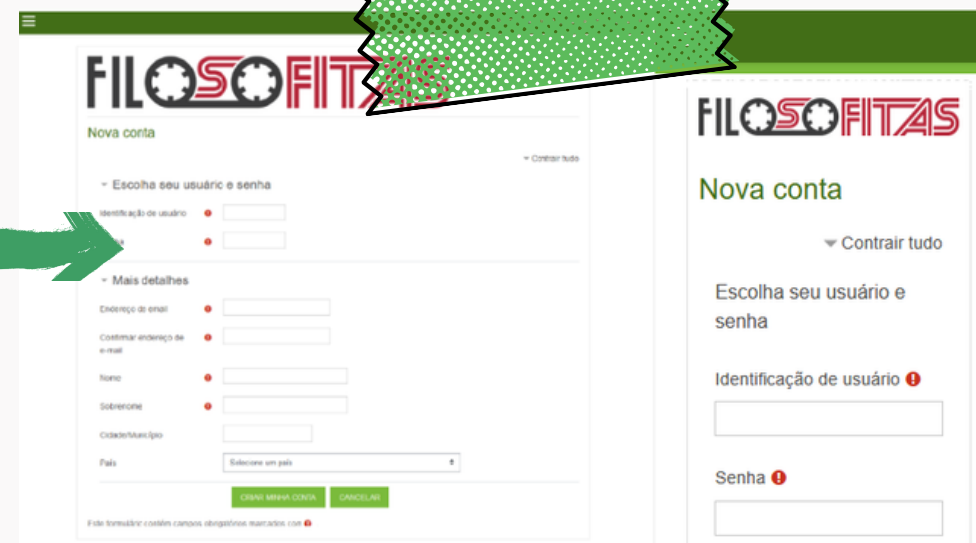 FILOSOFITAS
Nova conta
Contrair tudo
Escolha seu usuário e senha
Identificação de usuário
Mais detalhes
Endereço de email
Confirmar endereço de
e-mail
Nome
Sobrenome
Cidade/Município
País
Selecione um país
CRIAR MINHA CONTA
CANCELAR
Este formulário contém campos obrigatórios marcados com
FILOSOFITAS
Nova conta
Contrair tudo
Escolha seu usuário e
senha
Identificação de usuário
Senha